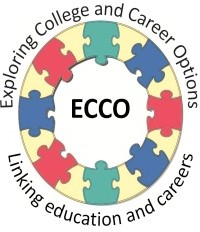 Exploring College and Career Options
ECCO
Linking education and careers